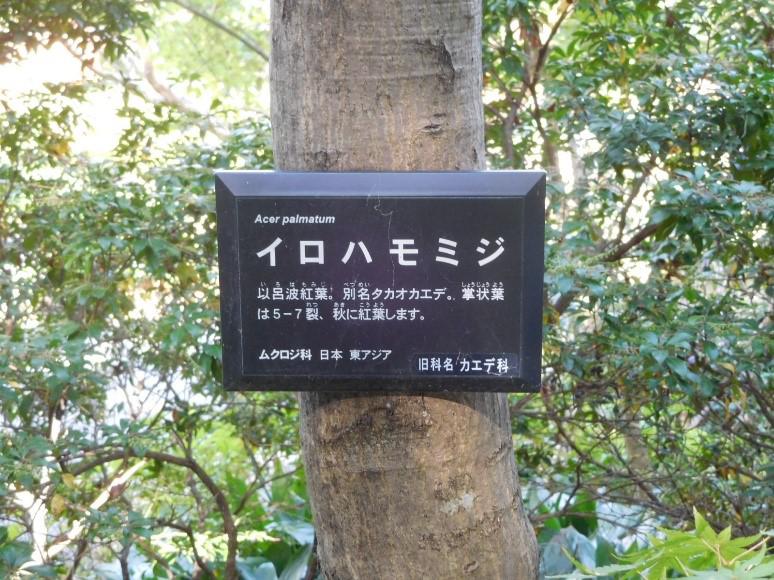 Acer palmatum
イロハモミジ
以呂波紅葉。別名タカオカエデ。掌状葉
は5-7裂、秋に紅葉します。
ムクロジ科 日本 東アジア
旧科名 カエデ科